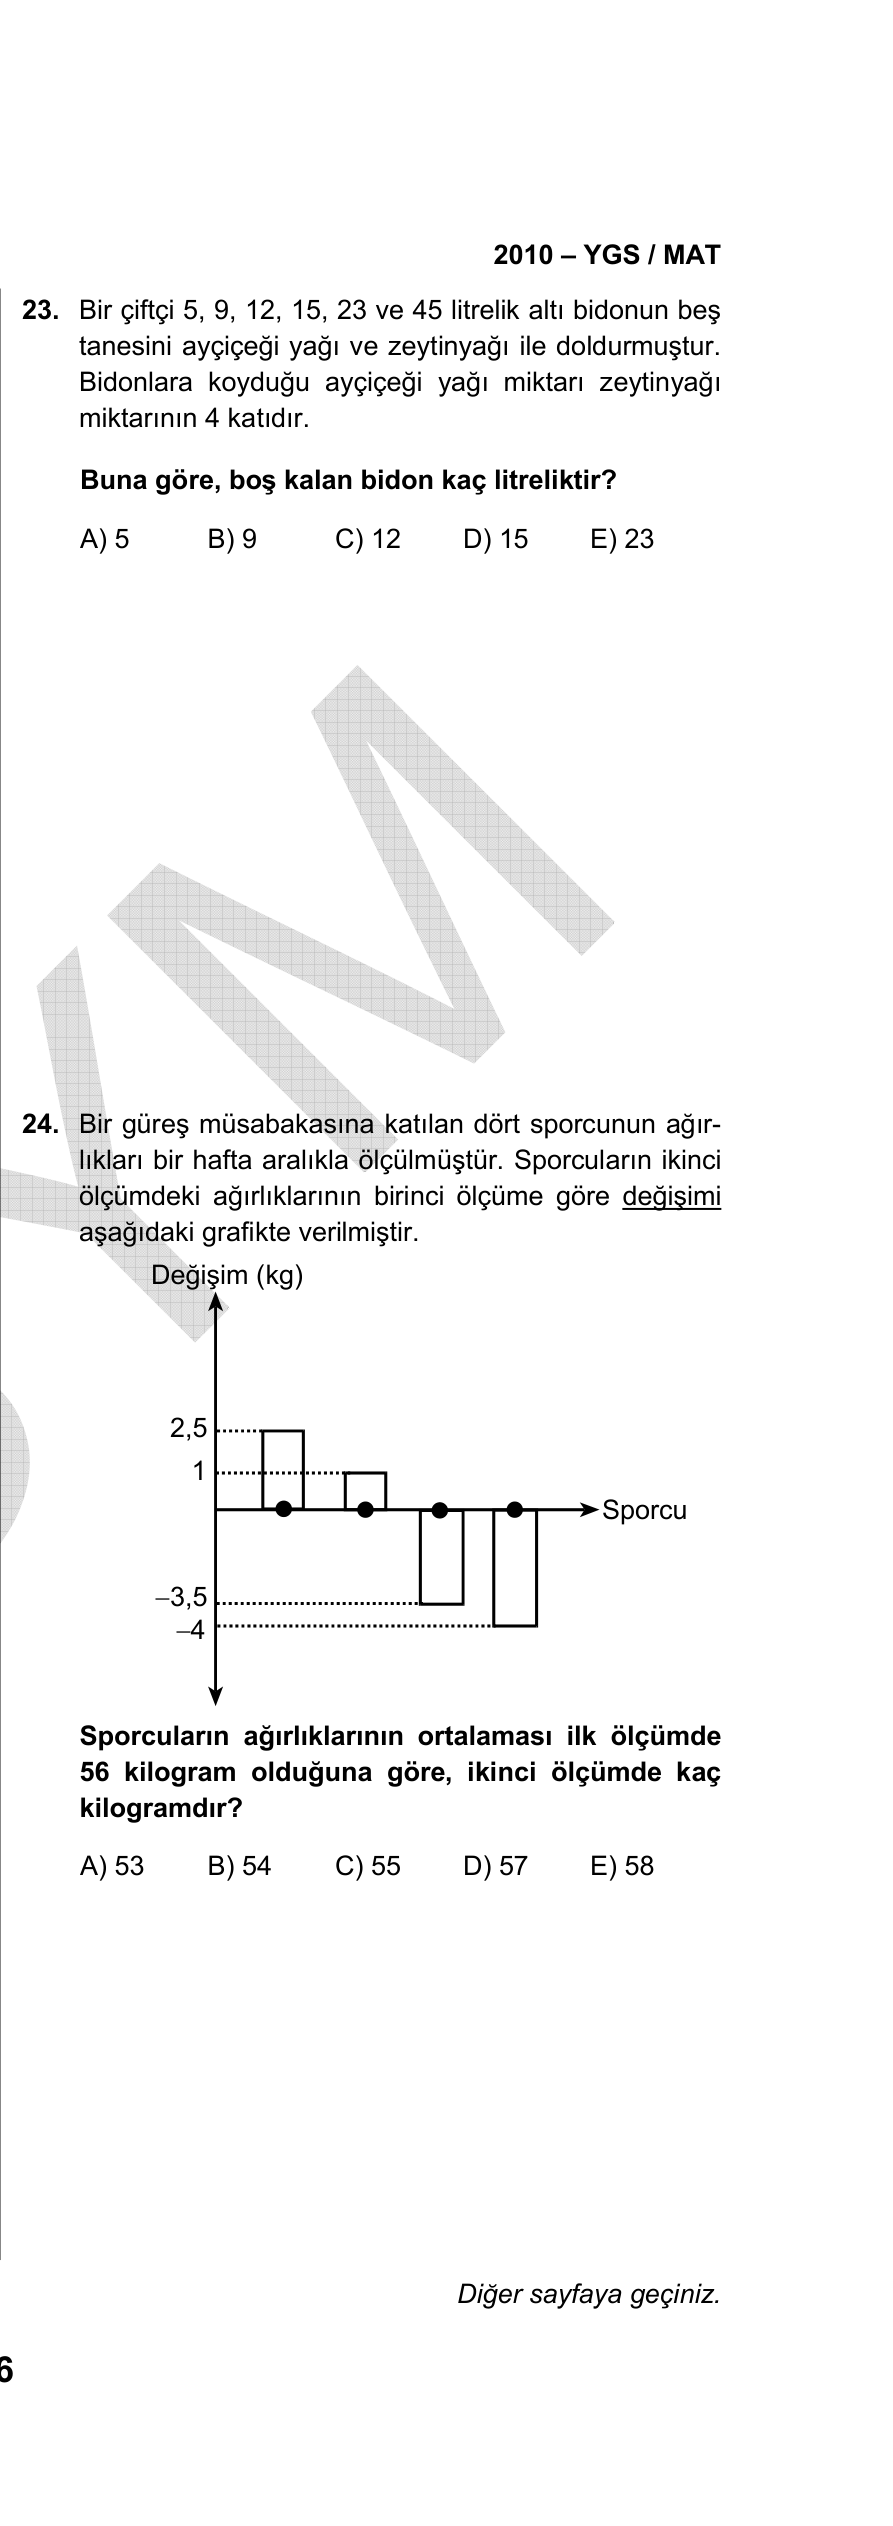 2010 – YGS / MAT
23. Bir çiftçi 5, 9, 12, 15, 23 ve 45 litrelik altı bidonun beş
tanesini ayçiçeği yağı ve zeytinyağı ile doldurmuştur.
Bidonlara koyduğu ayçiçeği yağı miktarı zeytinyağı
miktarının 4 katıdır.
Buna göre, boş kalan bidon kaç litreliktir?
A) 5 B) 9 C) 12 D) 15 E) 23
24. Bir güreş müsabakasına katılan dört sporcunun ağır-
lıkları bir hafta aralıkla ölçülmüştür. Sporcuların ikinci
ölçümdeki ağırlıklarının birinci ölçüme göre değişimi
aşağıdaki grafikte verilmiştir.
Değişim (kg)
2,5
1
Sporcu
–3,5
–4
Sporcuların ağırlıklarının ortalaması ilk ölçümde
56 kilogram olduğuna göre, ikinci ölçümde kaç
kilogramdır?
A) 53 B) 54 C) 55 D) 57 E) 58
Diğer sayfaya geçiniz.
6